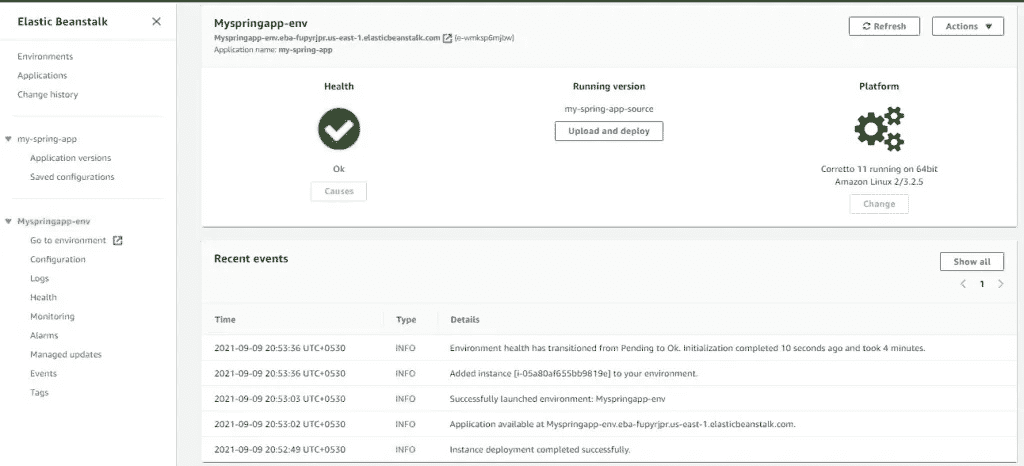 Elastic Beanstalk
Environments
Applications
Change history
my-spring-app
Application versions
Saved configurations
Myspringapp-env
Go to environment
Configuration
Logs
Health
Monitoring
Alarms
Managed updates
Events
Tags
Myspringapp-env
Myspringapp-env.eba-fupyrjpr.us-east-1.elasticbeanstalk.com (e-wmksp6mjbw)
Application name: my-spring-app
Refresh
Actions
Health
Ok
Causes
Running version
my-spring-app-source
Upload and deploy
Platform
Corretto 11 running on 64bit
Amazon Linux 2/3.2.5
Change
Recent events
Show all
1
Time Type Details
2021-09-09 20:53:36 UTC+0530 INFO Environment health has transitioned from Pending to Ok. Initialization completed 10 seconds ago and took 4 minutes.
2021-09-09 20:53:36 UTC+0530 INFO Added instance [i-05a80af655bb9819e] to your environment.
2021-09-09 20:53:03 UTC+0530 INFO Successfully launched environment: Myspringapp-env
2021-09-09 20:53:02 UTC+0530 INFO Application available at Myspringapp-env.eba-fupyrjpr.us-east-1.elasticbeanstalk.com.
2021-09-09 20:52:49 UTC+0530 INFO Instance deployment completed successfully.